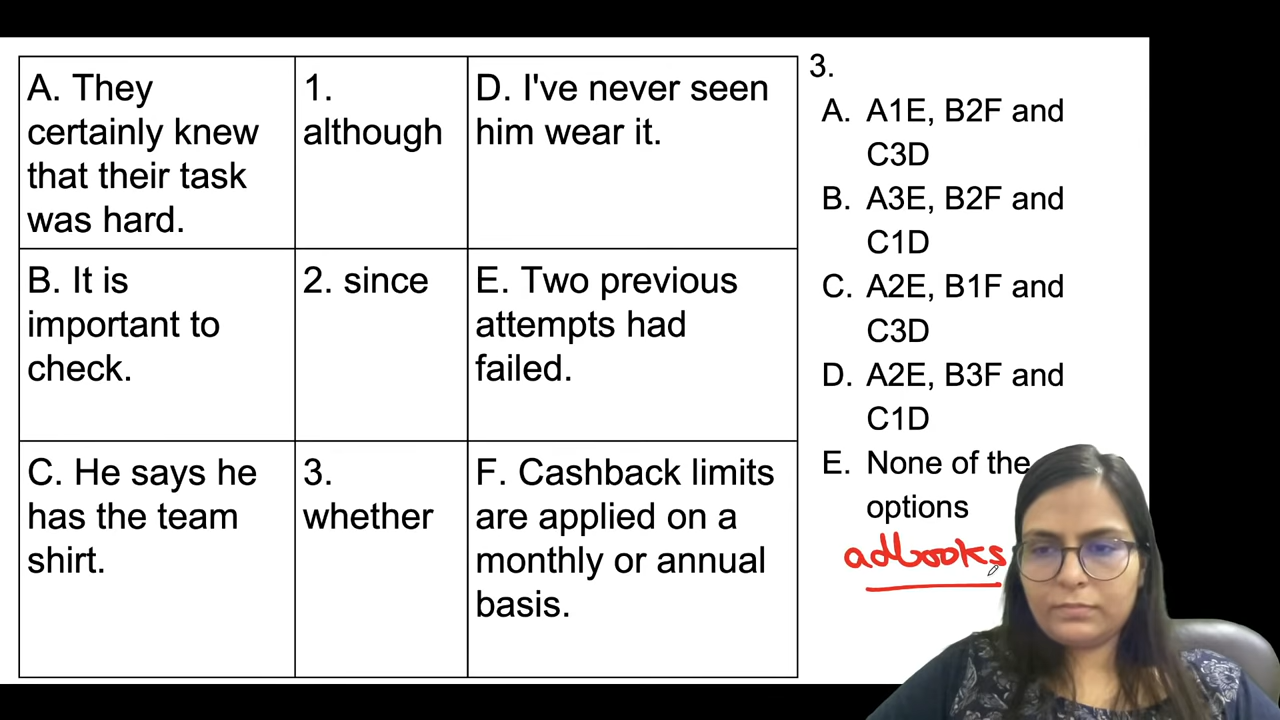 A. They
certainly knew
that their task
was hard.
1.
although
D. I've never seen
him wear it.
B. It is
important to
check.
2. since
E. Two previous
attempts had
failed.
C. He says he
has the team
shirt.
3.
whether
F. Cashback limits
are applied on a
monthly or annual
basis.
3.
A. A1E, B2F and
C3D
B. A3E, B2F and
C1D
C. A2E, B1F and
C3D
D. A2E, B3F and
C1D
E. None of the
options
adbooks